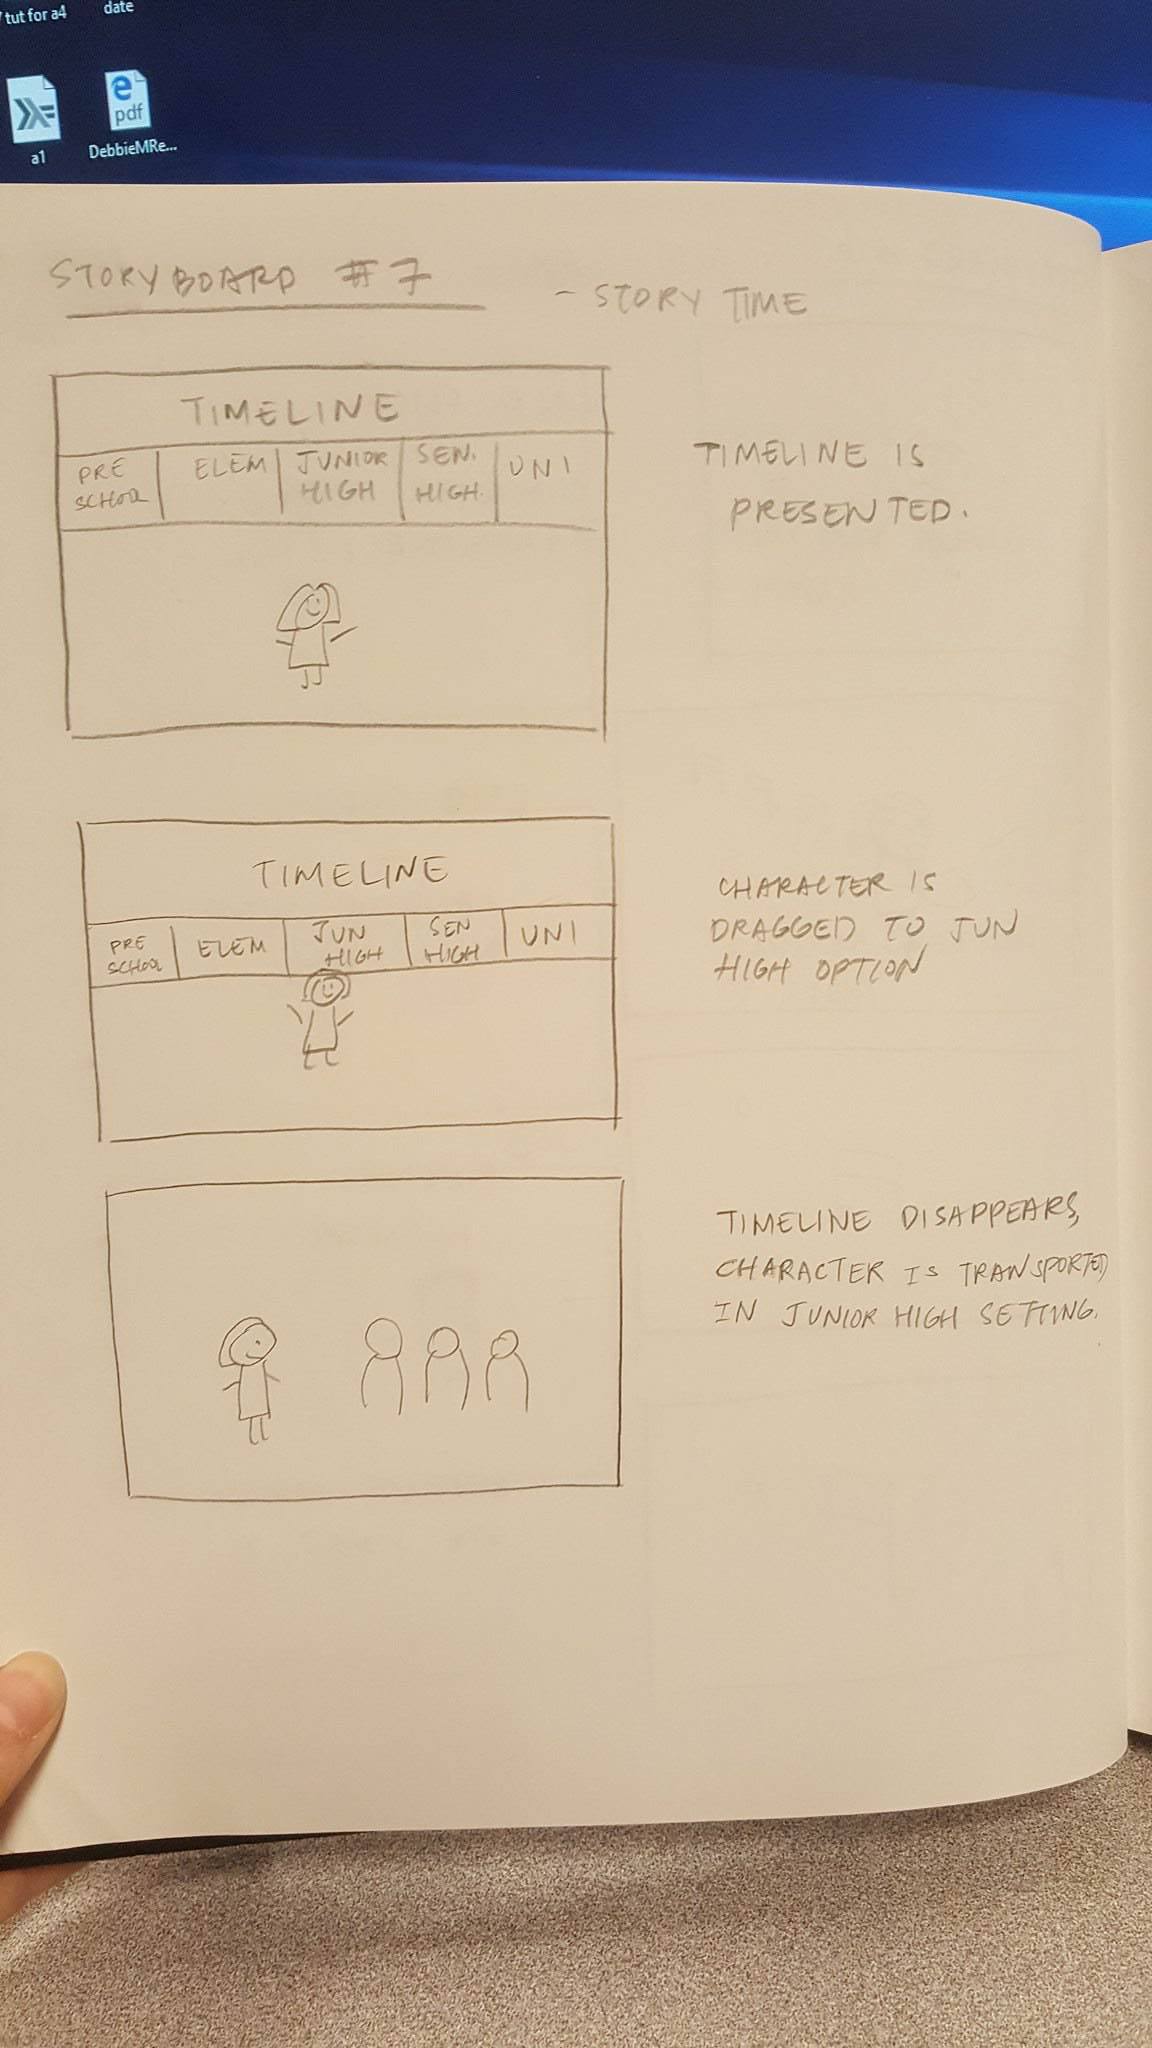 tut for a4
date
a1
pdf
DebbieMRe...
STORYBOARD #7
- STORY TIME
TIMELINE
PRE SCHOOL
ELEM
JUNIOR HIGH
SEN. HIGH.
UNI
TIMELINE IS
PRESENTED.
TIMELINE
PRE SCHOOL
ELEM
JUN HIGH
SEN HIGH
UNI
CHARACTER IS
DRAGGED TO JUN
HIGH OPTION
TIMELINE DISAPPEARS,
CHARACTER IS TRANSPORTED
IN JUNIOR HIGH SETTING.